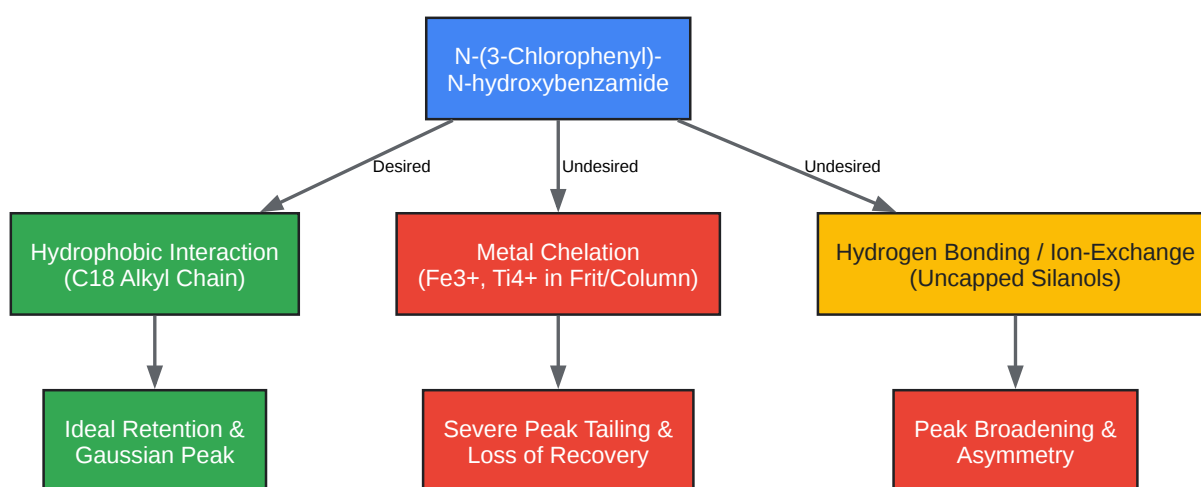 N-(3-Chlorophenyl)-
N-hydroxybenzamide
Desired
Undesired
Undesired
Hydrophobic Interaction
(C18 Alkyl Chain)
Metal Chelation
(Fe3+, Ti4+ in Frit/Column)
Hydrogen Bonding / Ion-Exchange
(Uncapped Silanols)
Ideal Retention &
Gaussian Peak
Severe Peak Tailing &
Loss of Recovery
Peak Broadening &
Asymmetry